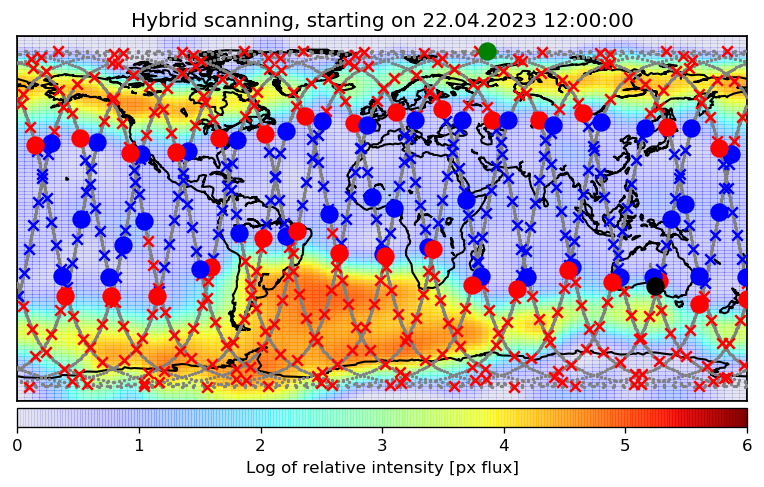 Hybrid scanning, starting on 22.04.2023 12:00:00
0 1 2 3 4 5 6
Log of relative intensity [px flux]